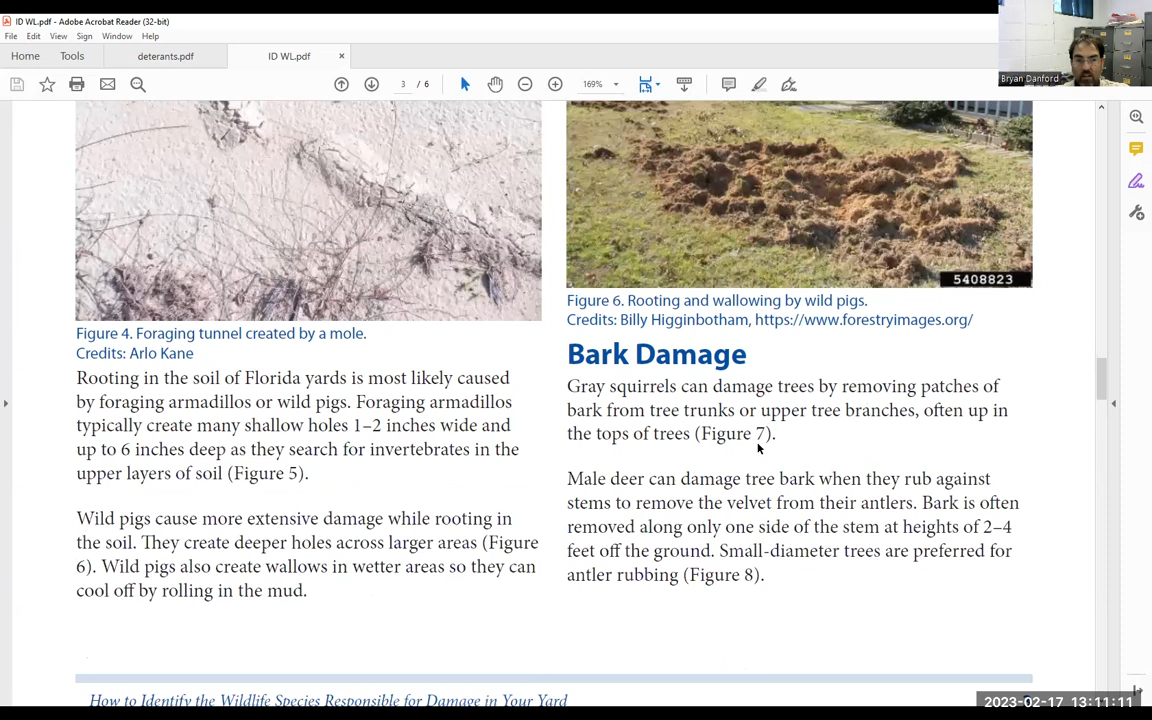 ID WL.pdf - Adobe Acrobat Reader (32-bit)
File Edit View Sign Window Help
Home Tools deterants.pdf ID WL.pdf ×
3 / 6 169%
Bryan Danford
5408823
Figure 4. Foraging tunnel created by a mole.
Credits: Arlo Kane
Rooting in the soil of Florida yards is most likely caused
by foraging armadillos or wild pigs. Foraging armadillos
typically create many shallow holes 1–2 inches wide and
up to 6 inches deep as they search for invertebrates in the
upper layers of soil (Figure 5).
Wild pigs cause more extensive damage while rooting in
the soil. They create deeper holes across larger areas (Figure
6). Wild pigs also create wallows in wetter areas so they can
cool off by rolling in the mud.
Figure 6. Rooting and wallowing by wild pigs.
Credits: Billy Higginbotham, https://www.forestryimages.org/
Bark Damage
Gray squirrels can damage trees by removing patches of
bark from tree trunks or upper tree branches, often up in
the tops of trees (Figure 7).
Male deer can damage tree bark when they rub against
stems to remove the velvet from their antlers. Bark is often
removed along only one side of the stem at heights of 2–4
feet off the ground. Small-diameter trees are preferred for
antler rubbing (Figure 8).
How to Identify the Wildlife Species Responsible for Damage in Your Yard
2023-02-17 13:11:11